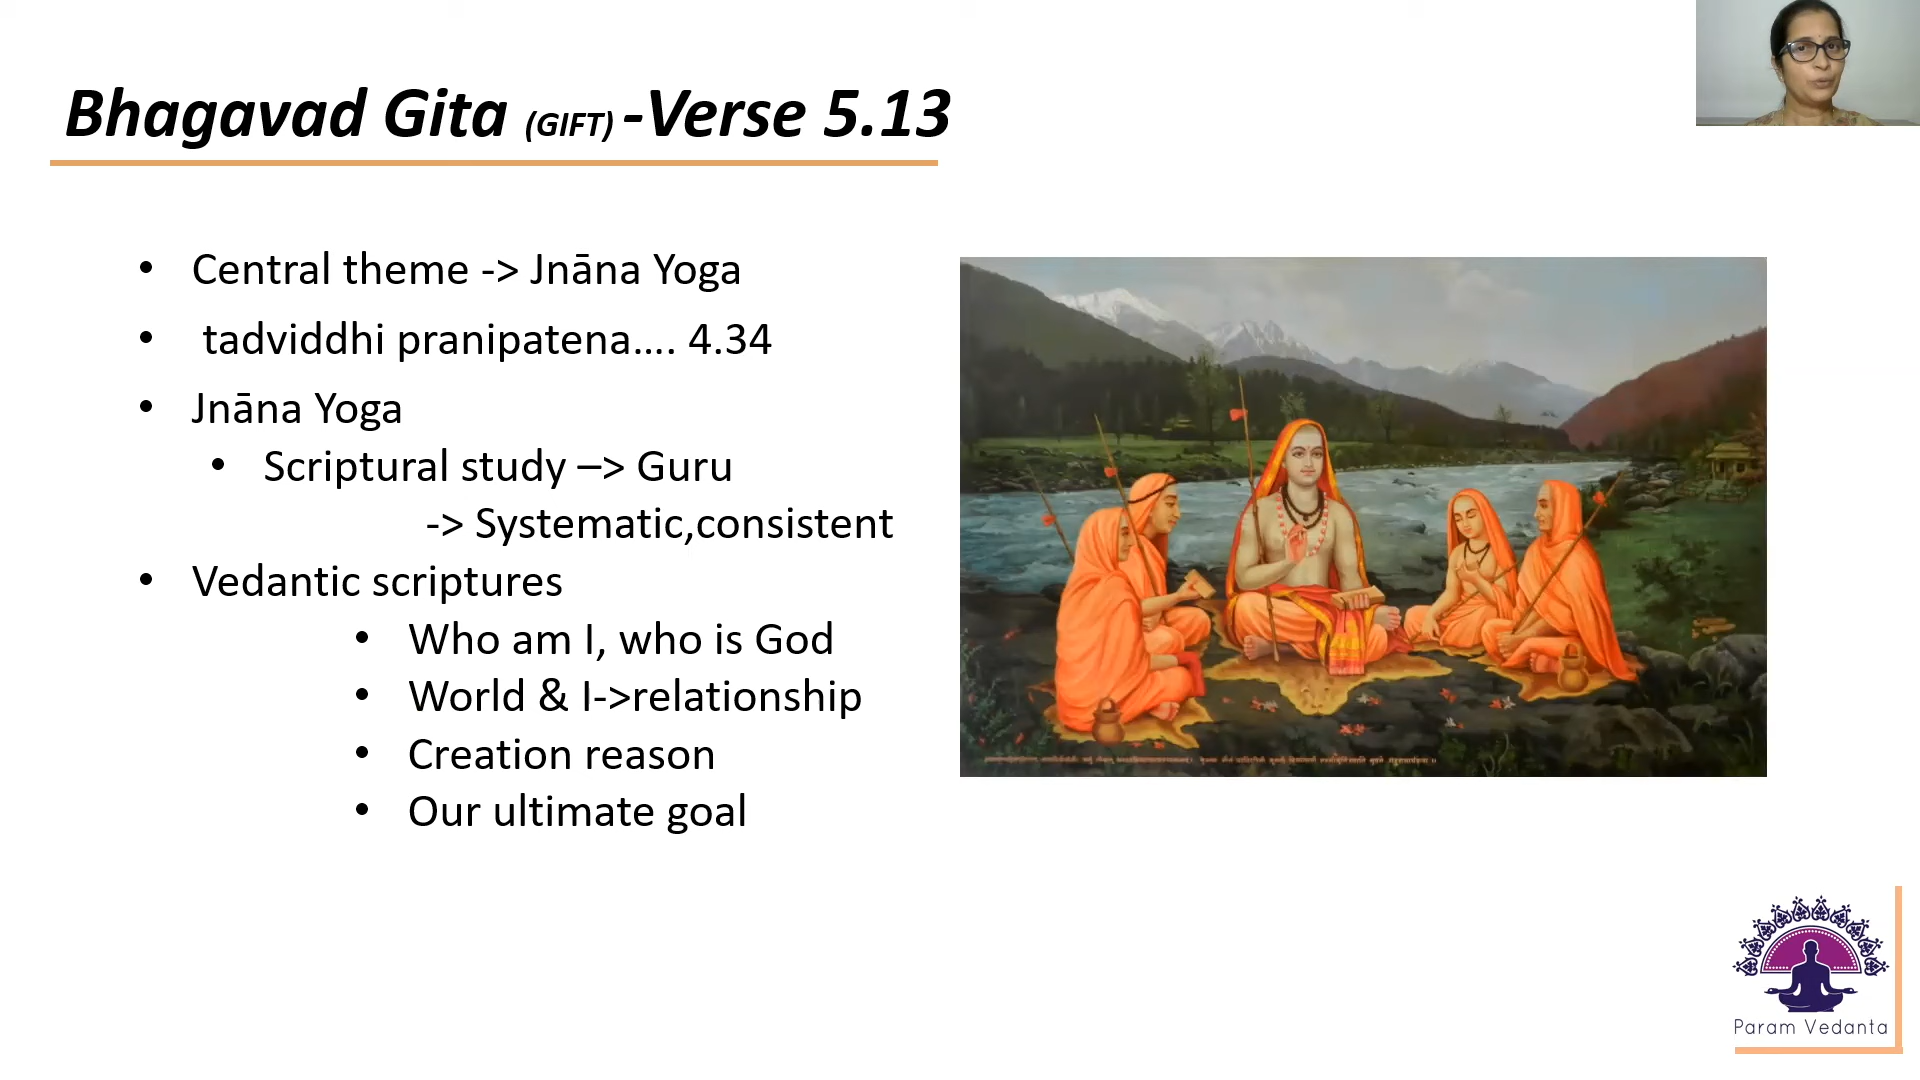 Bhagavad Gita (GIFT) -Verse 5.13
• Central theme -> Jnāna Yoga
• tadviddhi pranipatena.... 4.34
• Jnāna Yoga
• Scriptural study –> Guru
-> Systematic,consistent
• Vedantic scriptures
• Who am I, who is God
• World & I->relationship
• Creation reason
• Our ultimate goal
Param Vedanta